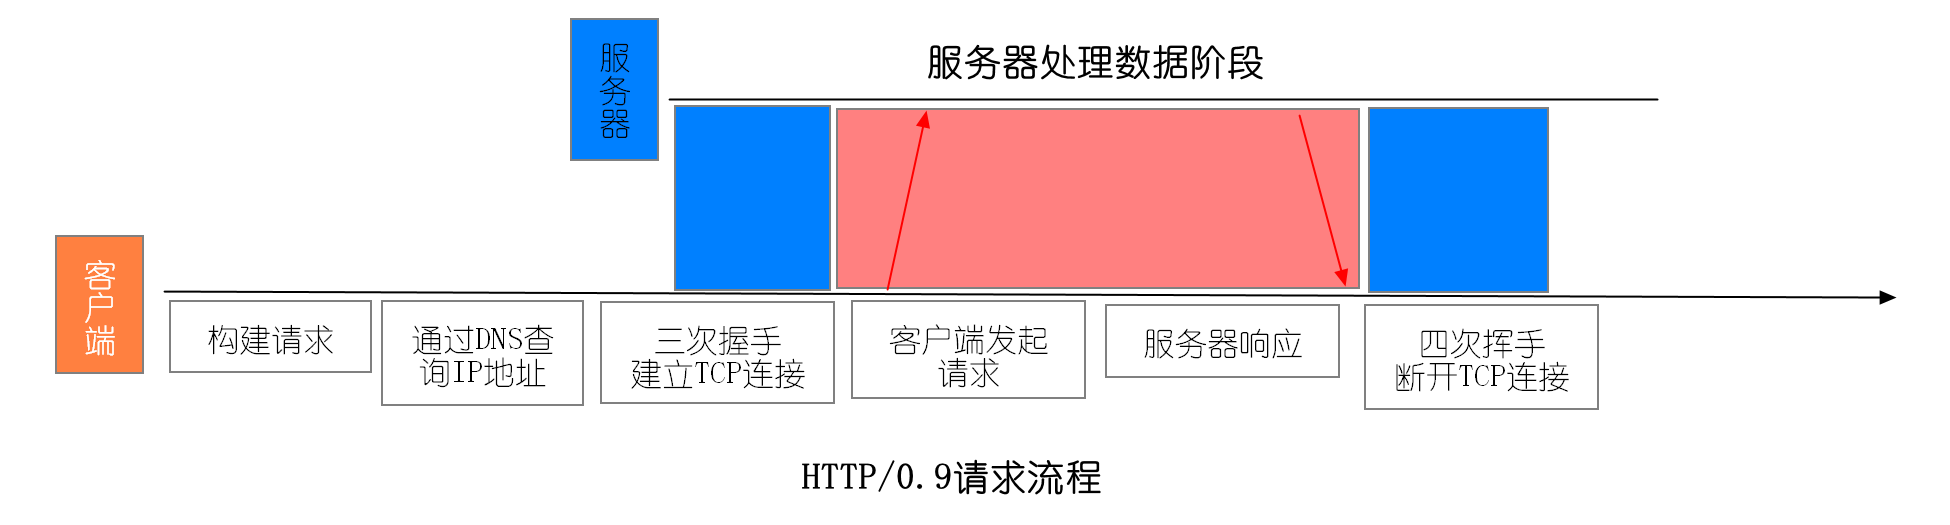 服务器
服务器处理数据阶段
客户端
构建请求
通过DNS查
询IP地址
三次握手
建立TCP连接
客户端发起
请求
服务器响应
四次挥手
断开TCP连接
HTTP/0.9请求流程